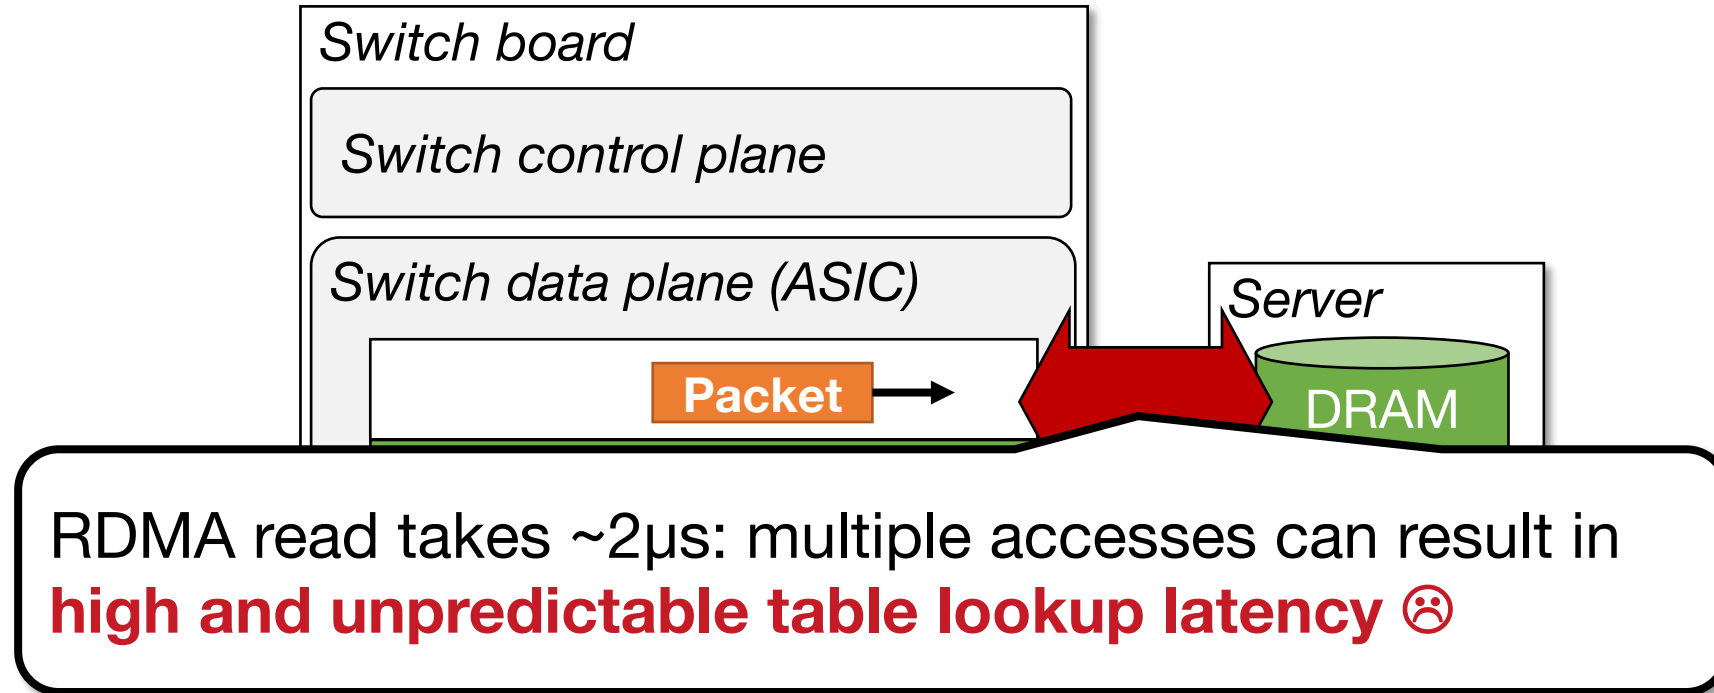 Switch board
Switch control plane
Switch data plane (ASIC)
Server
Packet
DRAM
RDMA read takes ~2µs: multiple accesses can result in
high and unpredictable table lookup latency ☹